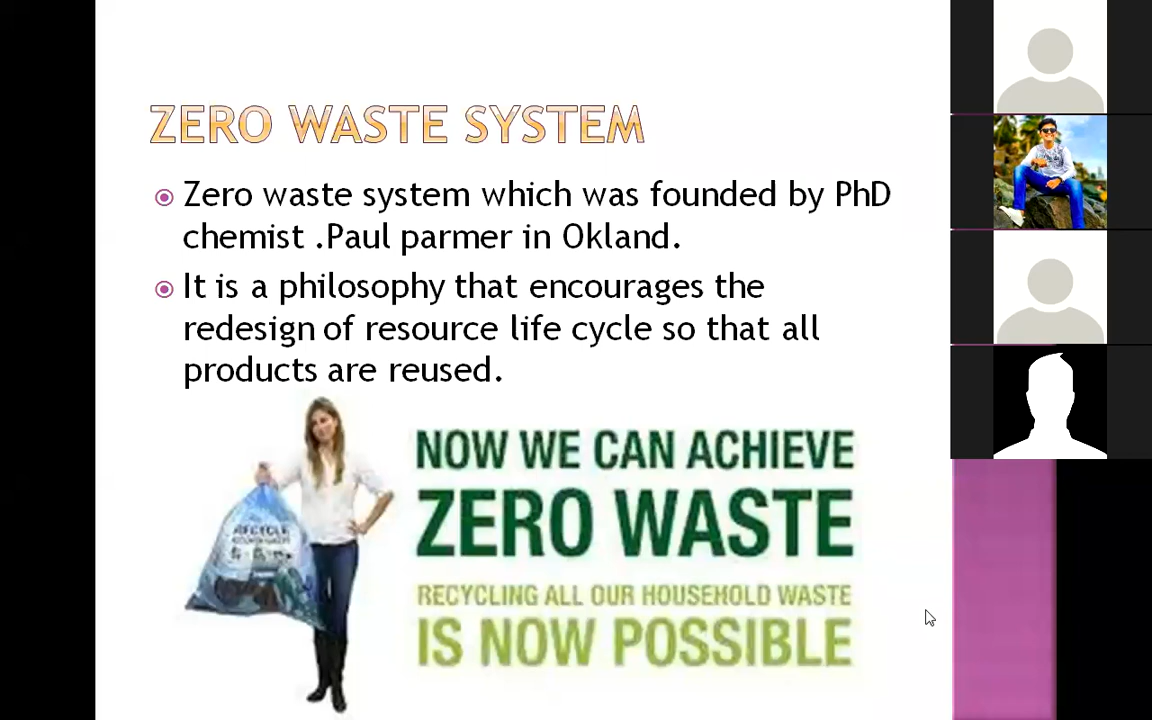 ZERO WASTE SYSTEM
Zero waste system which was founded by PhD
chemist .Paul parmer in Okland.
It is a philosophy that encourages the
redesign of resource life cycle so that all
products are reused.
NOW WE CAN ACHIEVE
ZERO WASTE
RECYCLING ALL OUR HOUSEHOLD WASTE
IS NOW POSSIBLE
RECYCLE